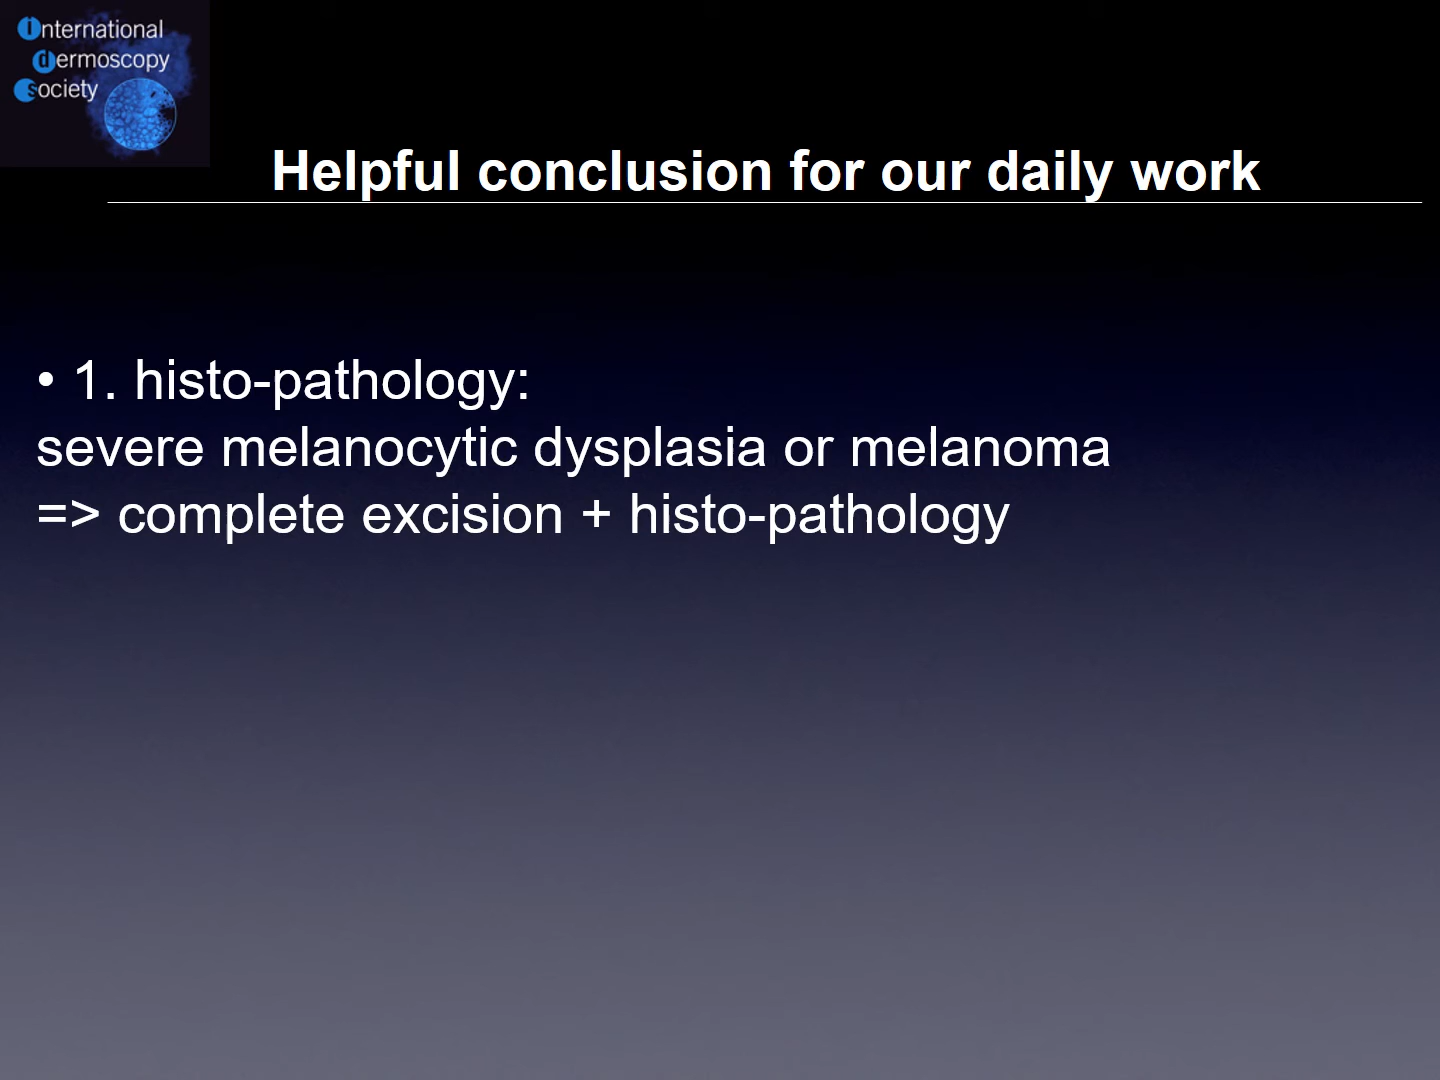 international
dermoscopy
society
Helpful conclusion for our daily work
• 1. histo-pathology:
severe melanocytic dysplasia or melanoma
=> complete excision + histo-pathology